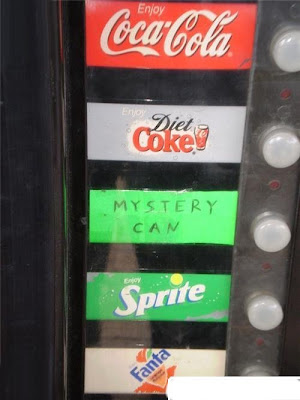 Enjoy
Coca-Cola
Enjoy
Diet
Coke
MYSTERY
CAN
Enjoy
Sprite
Fanta